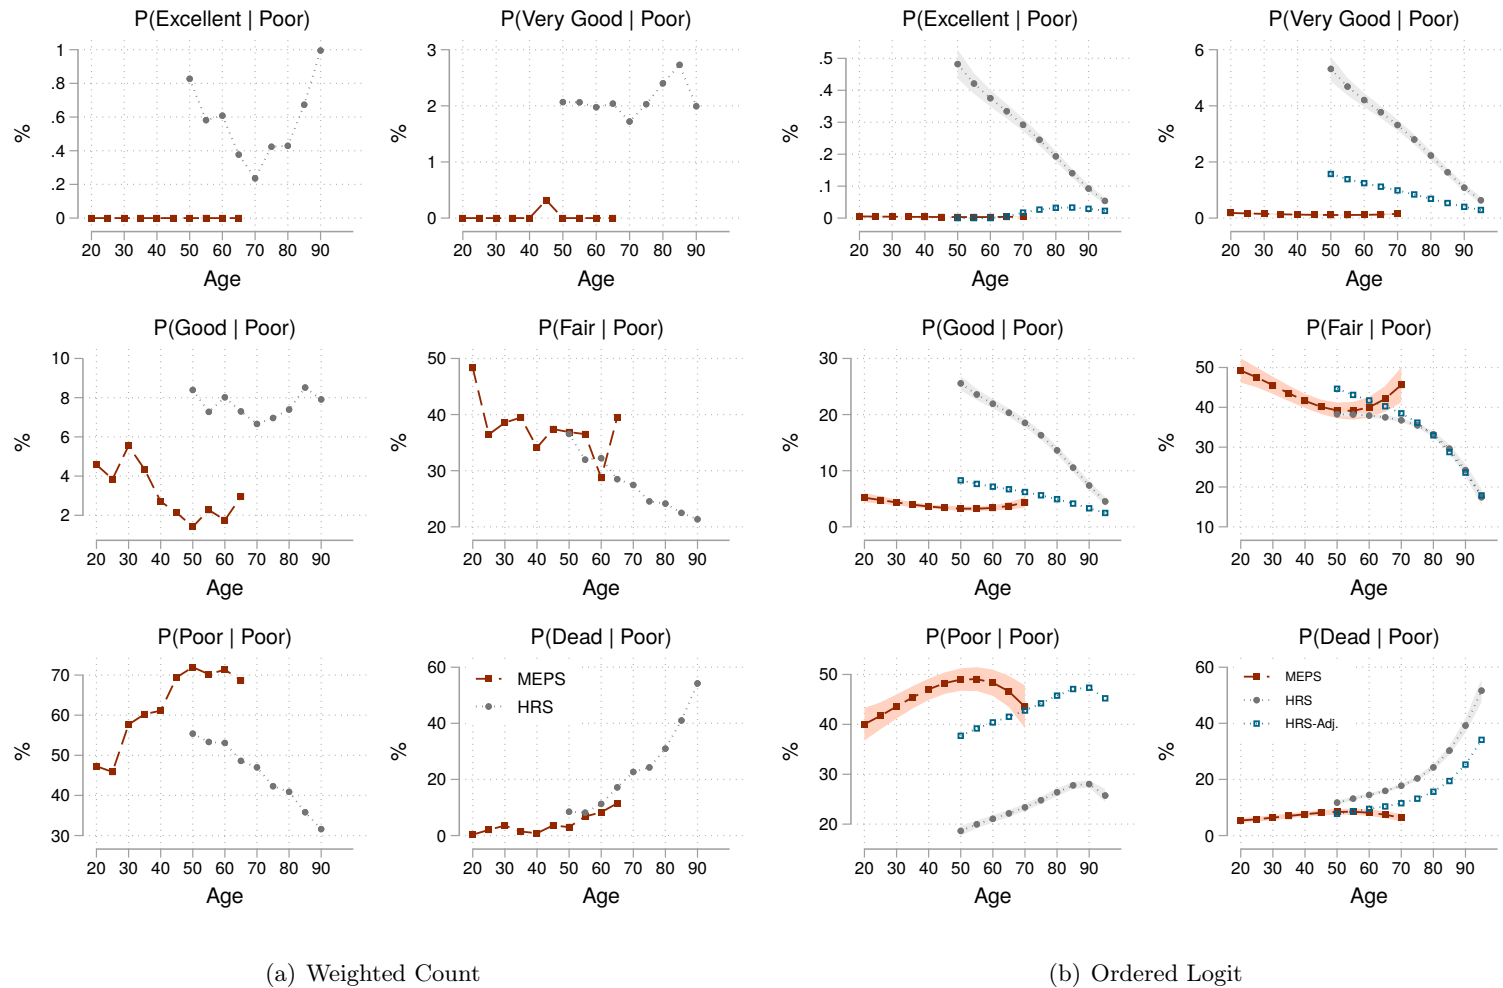 P(Excellent | Poor)
1
.8
.6
.4
.2
0
%
20 30 40 50 60 70 80 90
Age
P(Very Good | Poor)
3
2
1
0
%
20 30 40 50 60 70 80 90
Age
P(Good | Poor)
10
8
6
4
2
%
20 30 40 50 60 70 80 90
Age
P(Fair | Poor)
50
40
30
20
%
20 30 40 50 60 70 80 90
Age
P(Poor | Poor)
70
60
50
40
30
%
20 30 40 50 60 70 80 90
Age
P(Dead | Poor)
60
40
20
0
%
MEPS
HRS
20 30 40 50 60 70 80 90
Age
(a) Weighted Count
P(Excellent | Poor)
.5
.4
.3
.2
.1
0
%
20 30 40 50 60 70 80 90
Age
P(Very Good | Poor)
6
4
2
0
%
20 30 40 50 60 70 80 90
Age
P(Good | Poor)
30
20
10
0
%
20 30 40 50 60 70 80 90
Age
P(Fair | Poor)
50
40
30
20
10
%
20 30 40 50 60 70 80 90
Age
P(Poor | Poor)
50
40
30
20
%
20 30 40 50 60 70 80 90
Age
P(Dead | Poor)
60
40
20
0
%
MEPS
HRS
HRS-Adj.
20 30 40 50 60 70 80 90
Age
(b) Ordered Logit